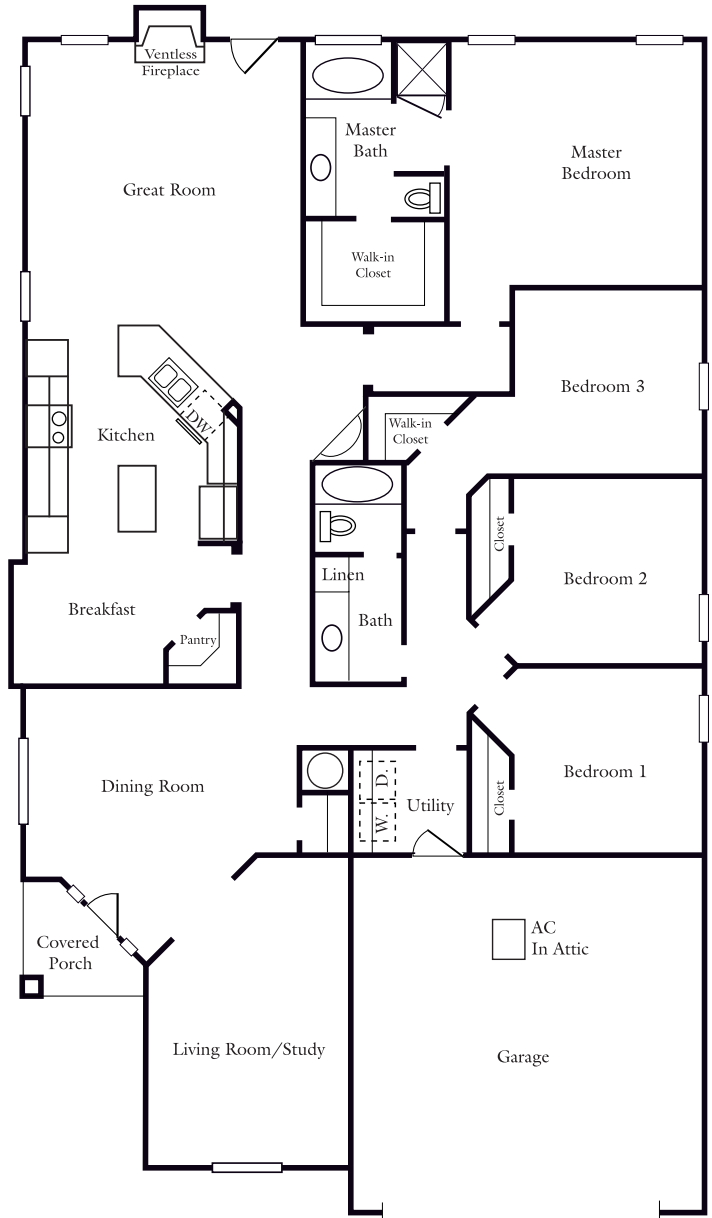 Ventless
Fireplace
Master
Bath
Master
Bedroom
Great Room
Walk-in
Closet
Bedroom 3
DW
Walk-in
Closet
Kitchen
Closet
Linen
Bedroom 2
Breakfast
Bath
Pantry
Dining Room
D.
W.
Utility
Closet
Bedroom 1
Covered
Porch
AC
In Attic
Living Room/Study
Garage